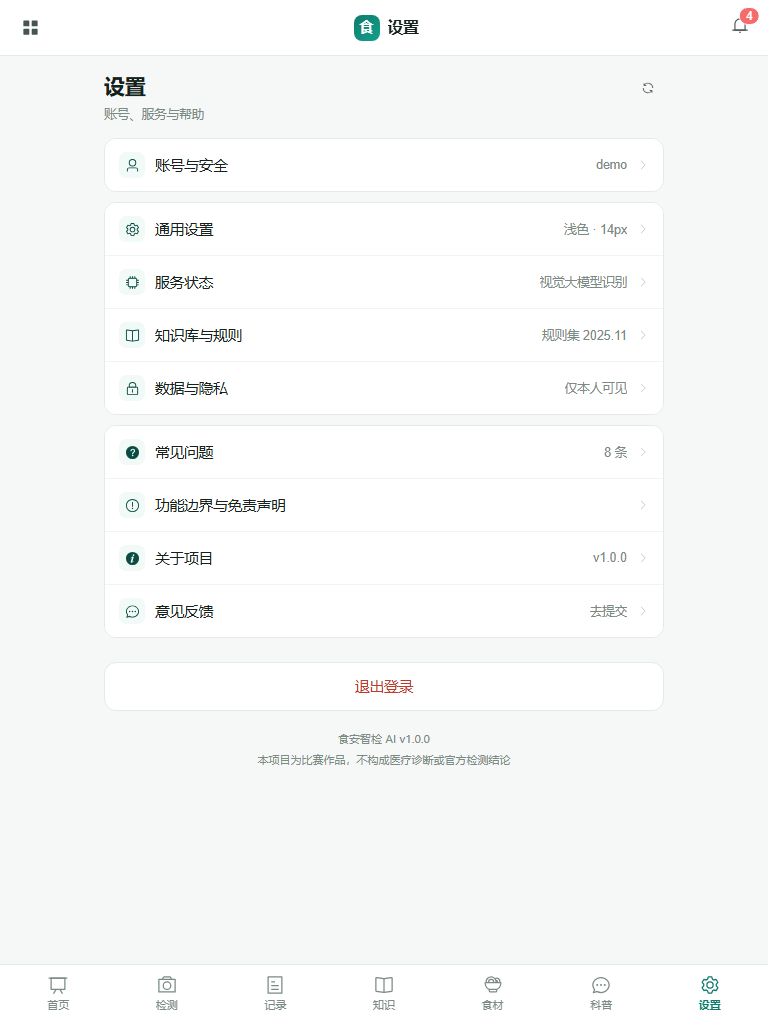 食 设置
4
设置
账号、服务与帮助
账号与安全 demo
通用设置 浅色 · 14px
服务状态 视觉大模型识别
知识库与规则 规则集 2025.11
数据与隐私 仅本人可见
常见问题 8 条
功能边界与免责声明
关于项目 v1.0.0
意见反馈 去提交
退出登录
食安智检 AI v1.0.0
本项目为比赛作品，不构成医疗诊断或官方检测结论
首页 检测 记录 知识 食材 科普 设置